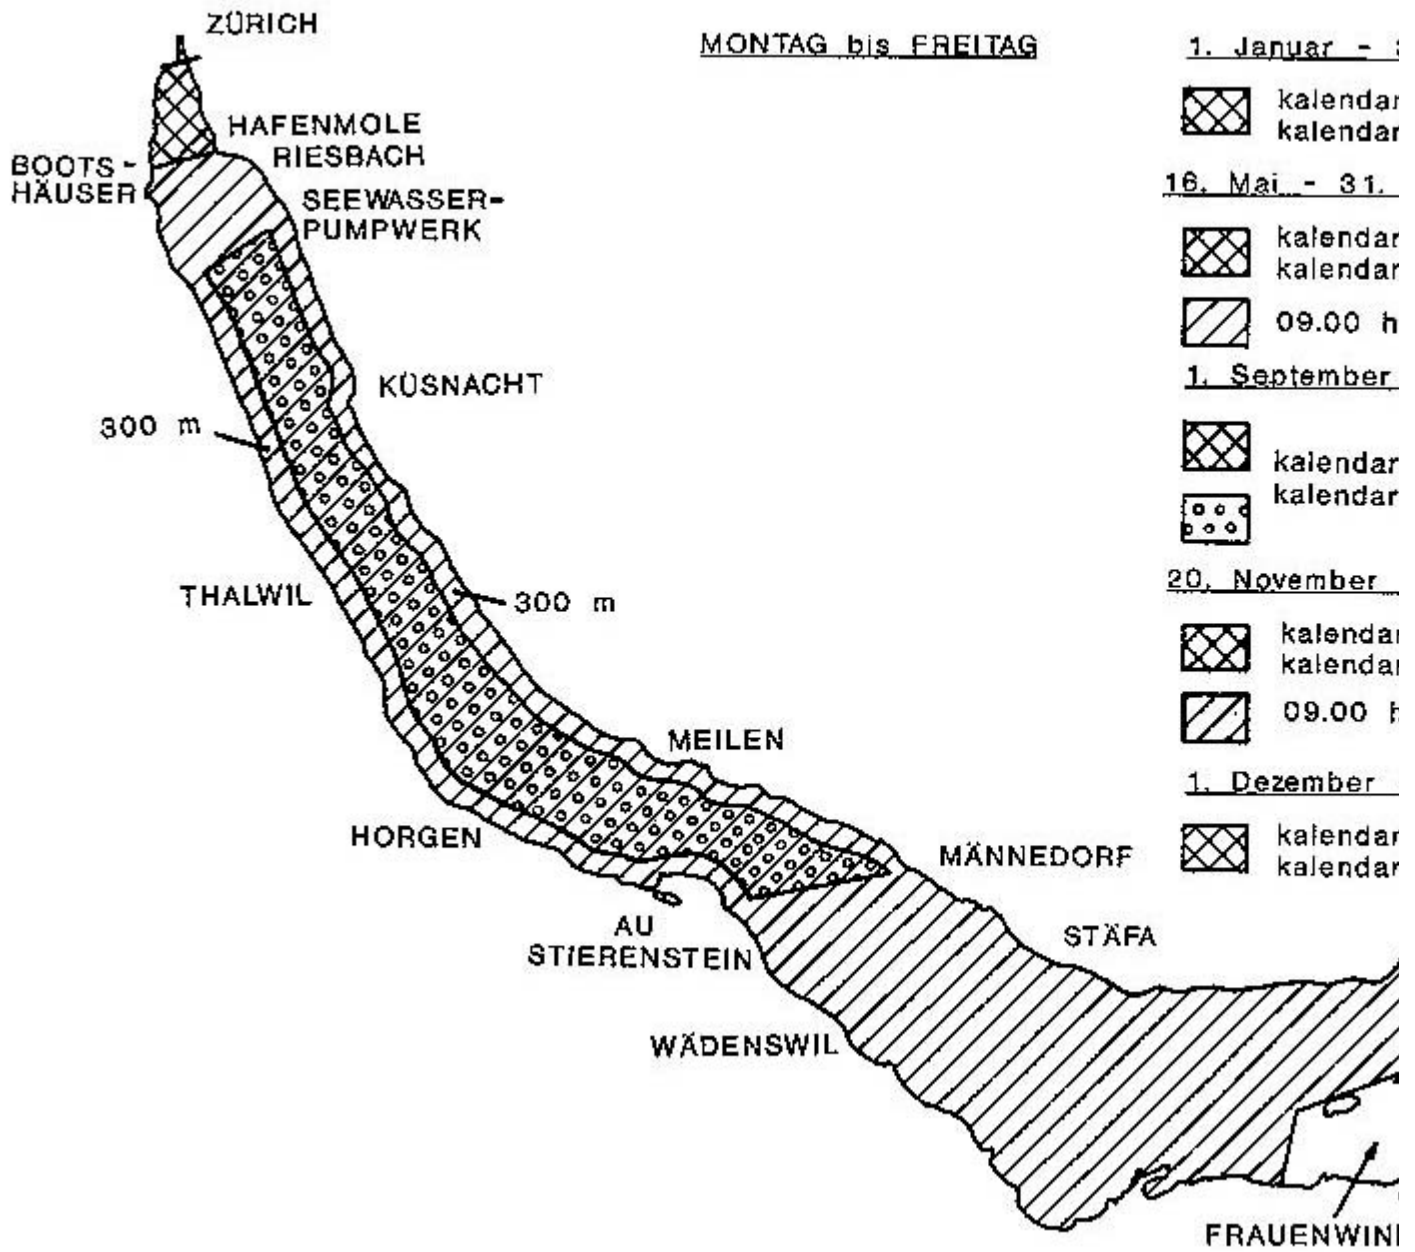 ZÜRICH
MONTAG bis FREITAG
HAFENMOLE
RIESBACH
BOOTS-
HÄUSER
SEEWASSER-
PUMPWERK
KÜSNACHT
300 m
THALWIL
300 m
MEILEN
HORGEN
MÄNNEDORF
AU
STIERENSTEIN
STÄFA
WÄDENSWIL
FRAUENWIN
1. Januar -
kalendar
kalendar
16. Mai - 31.
kalendar
kalendar
09.00 h
1. September
kalendar
kalendar
20. November
kalendar
kalendar
09.00 h
1. Dezember
kalendar
kalendar